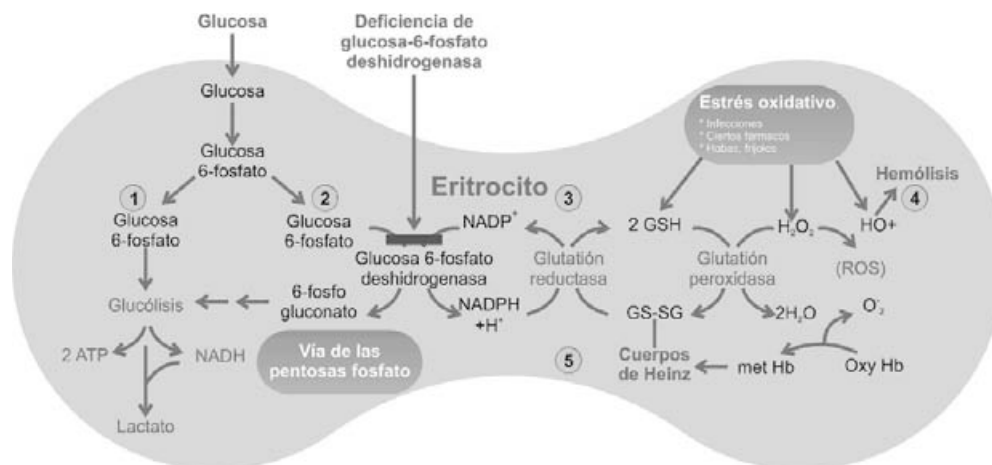 Glucosa
Deficiencia de
glucosa-6-fosfato
deshidrogenasa
Glucosa
Estrés oxidativo
* Infecciones
* Ciertos fármacos
* Habas, frijoles
Glucosa
6-fosfato
Eritrocito
Hemólisis
1
2
3
4
Glucosa
6-fosfato
Glucosa
6-fosfato
NADP⁺
2 GSH
H₂O₂
HO+
Glucosa 6-fosfato
deshidrogenasa
Glutatión
reductasa
Glutatión
peroxidasa
(ROS)
Glucólisis
6-fosfo
gluconato
NADPH
+H⁺
GS-SG
2H₂O
O⁻₂
2 ATP
NADH
Vía de las
pentosas fosfato
5
Cuerpos
de Heinz
met Hb
Oxy Hb
Lactato